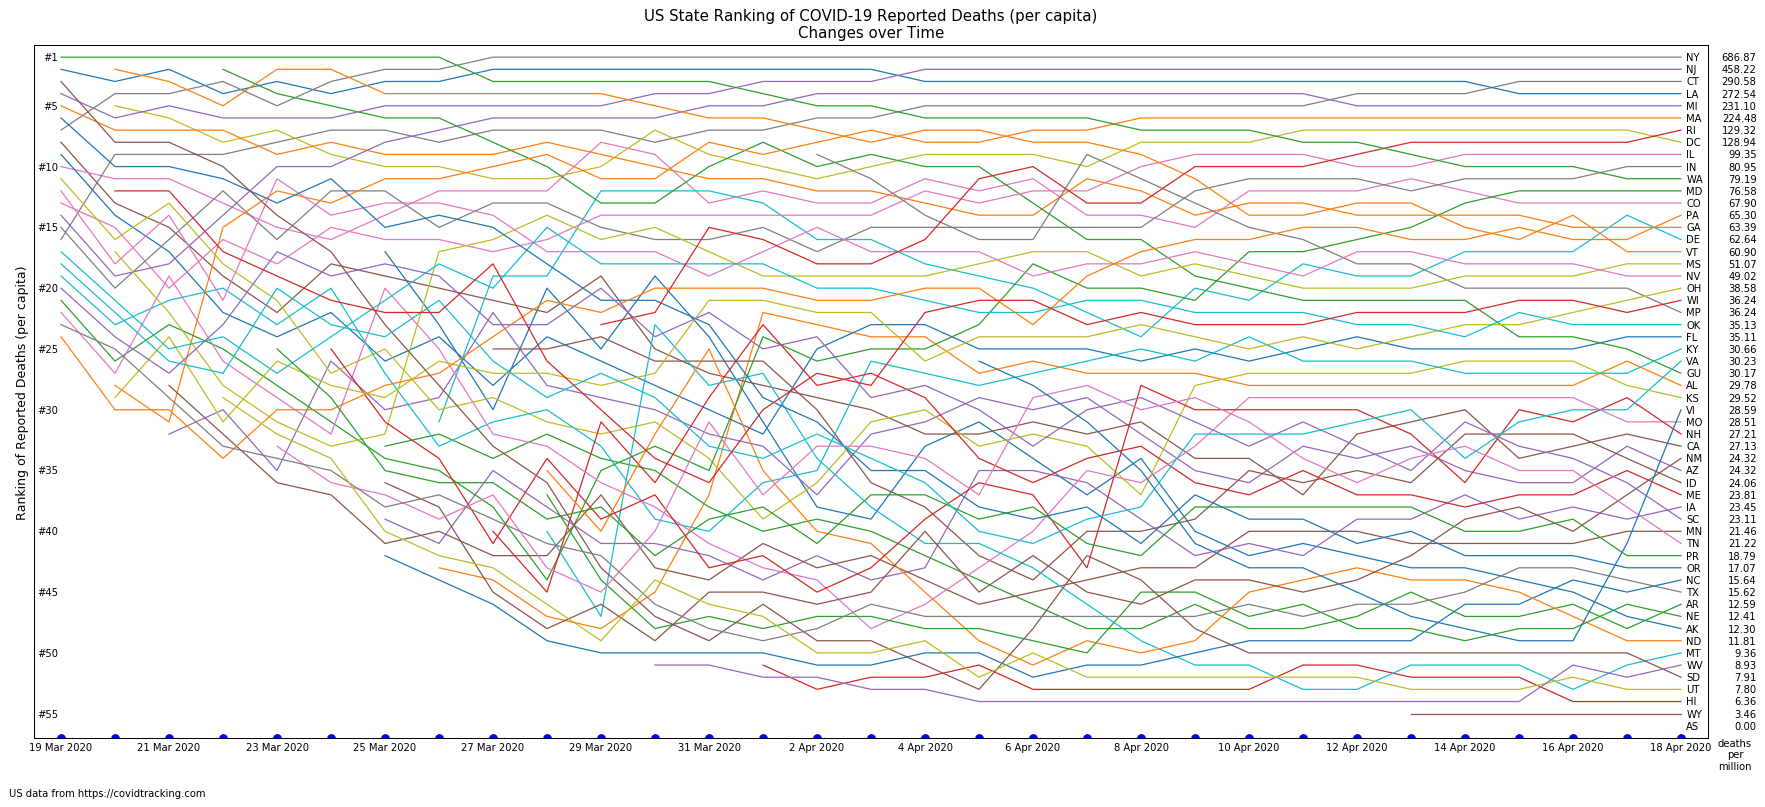 US State Ranking of COVID-19 Reported Deaths (per capita)
Changes over Time
Ranking of Reported Deaths (per capita)
#1
#5
#10
#15
#20
#25
#30
#35
#40
#45
#50
#55
NY 686.87
NJ 458.22
CT 290.58
LA 272.54
MI 231.10
MA 224.48
RI 129.32
DC 128.94
IL 99.35
IN 80.95
WA 79.19
MD 76.58
CO 67.90
PA 65.30
GA 63.39
DE 62.64
VT 60.90
MS 51.07
NV 49.02
OH 38.58
WI 36.24
MP 36.24
OK 35.13
FL 35.11
KY 30.66
VA 30.23
GU 30.17
AL 29.78
KS 29.52
VI 28.59
MO 28.51
NH 27.21
CA 27.13
NM 24.32
AZ 24.32
ID 24.06
ME 23.81
IA 23.45
SC 23.11
MN 21.46
TN 21.22
PR 18.79
OR 17.07
NC 15.64
TX 15.62
AR 12.59
NE 12.41
AK 12.30
ND 11.81
MT 9.36
WV 8.93
SD 7.91
UT 7.80
HI 6.36
WY 3.46
AS 0.00
19 Mar 2020 21 Mar 2020 23 Mar 2020 25 Mar 2020 27 Mar 2020 29 Mar 2020 31 Mar 2020 2 Apr 2020 4 Apr 2020 6 Apr 2020 8 Apr 2020 10 Apr 2020 12 Apr 2020 14 Apr 2020 16 Apr 2020 18 Apr 2020
deaths
per
million
US data from https://covidtracking.com